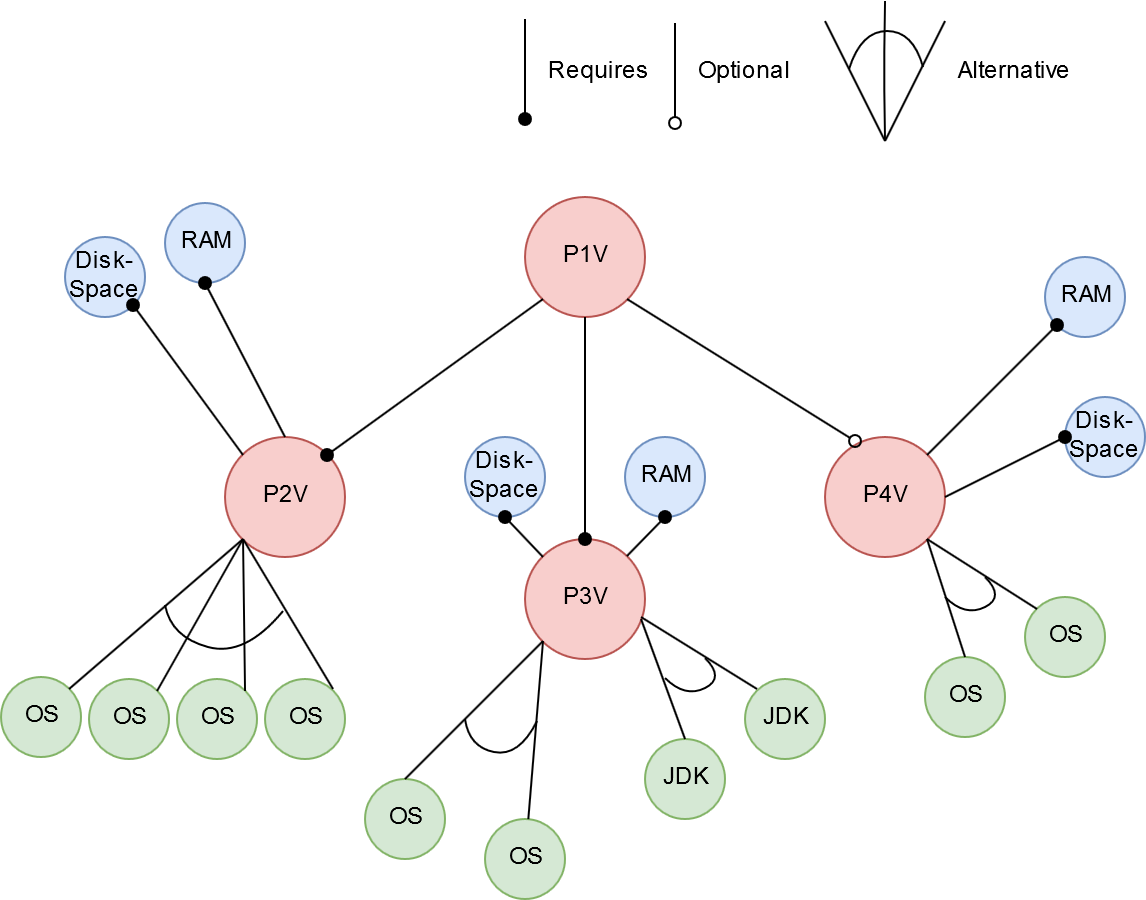 Requires
Optional
Alternative
RAM
P1V
Disk-
Space
RAM
Disk-
Space
Disk-
Space
RAM
P2V
P4V
P3V
OS
OS
OS
OS
OS
OS
JDK
JDK
OS
OS